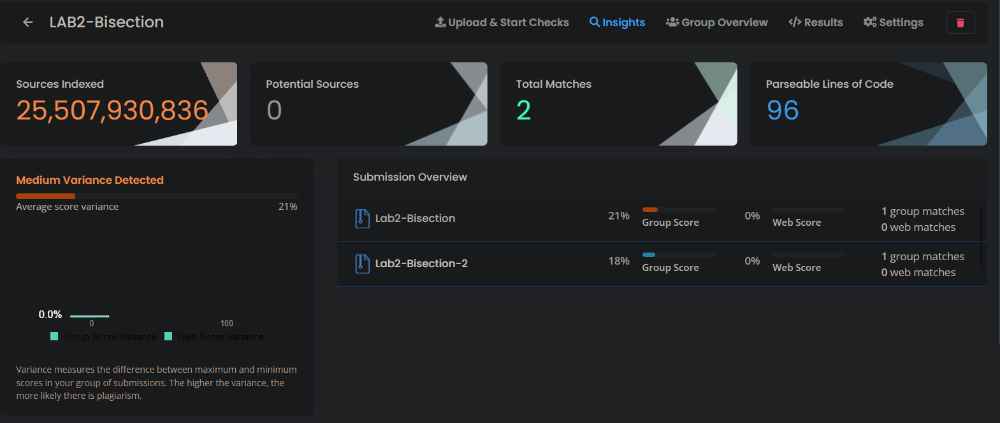 LAB2-Bisection
Upload & Start Checks
Insights
Group Overview
Results
Settings
Sources Indexed
25,507,930,836
Potential Sources
0
Total Matches
2
Parseable Lines of Code
96
Medium Variance Detected
Average score variance
21%
0.0%
0
100
Group Score Variance
Web Score Variance
Variance measures the difference between maximum and minimum
scores in your group of submissions. The higher the variance, the
more likely there is plagiarism.
Submission Overview
Lab2-Bisection
21%
Group Score
0%
Web Score
1 group matches
0 web matches
Lab2-Bisection-2
18%
Group Score
0%
Web Score
1 group matches
0 web matches